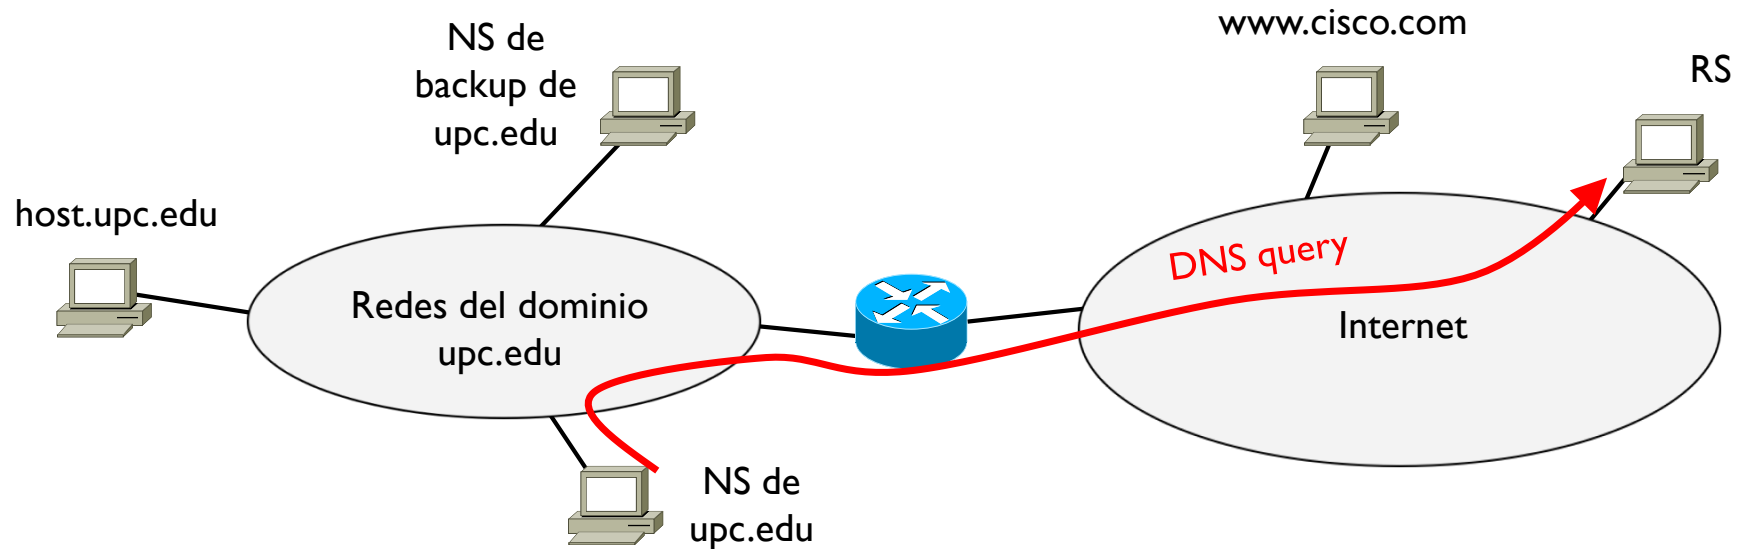 NS de
backup de
upc.edu
www.cisco.com
RS
host.upc.edu
DNS query
Redes del dominio
upc.edu
Internet
NS de
upc.edu